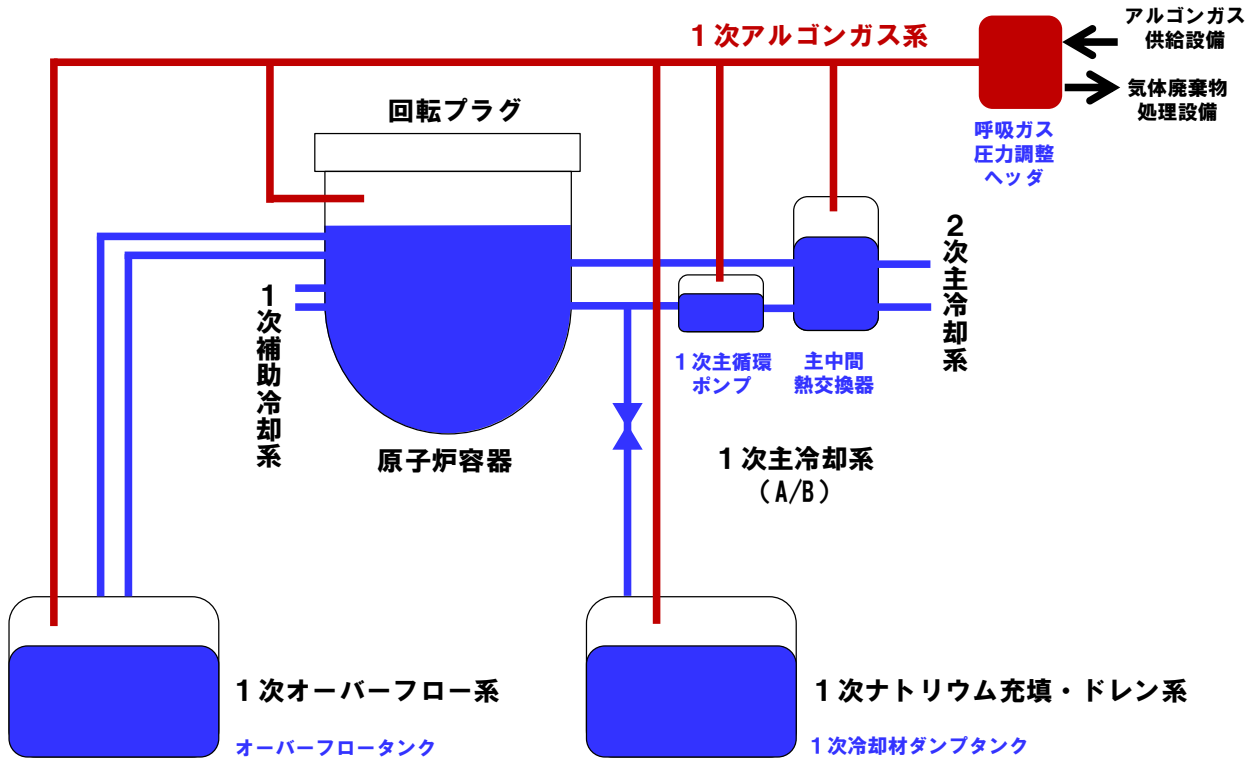 1次アルゴンガス系
アルゴンガス
供給設備
気体廃棄物
処理設備
呼吸ガス
圧力調整
ヘッダ
回転プラグ
2次主冷却系
1次補助冷却系
1次主循環
ポンプ
主中間
熱交換器
原子炉容器
1次主冷却系
(A/B)
1次オーバーフロー系
オーバーフロータンク
1次ナトリウム充填・ドレン系
1次冷却材ダンプタンク